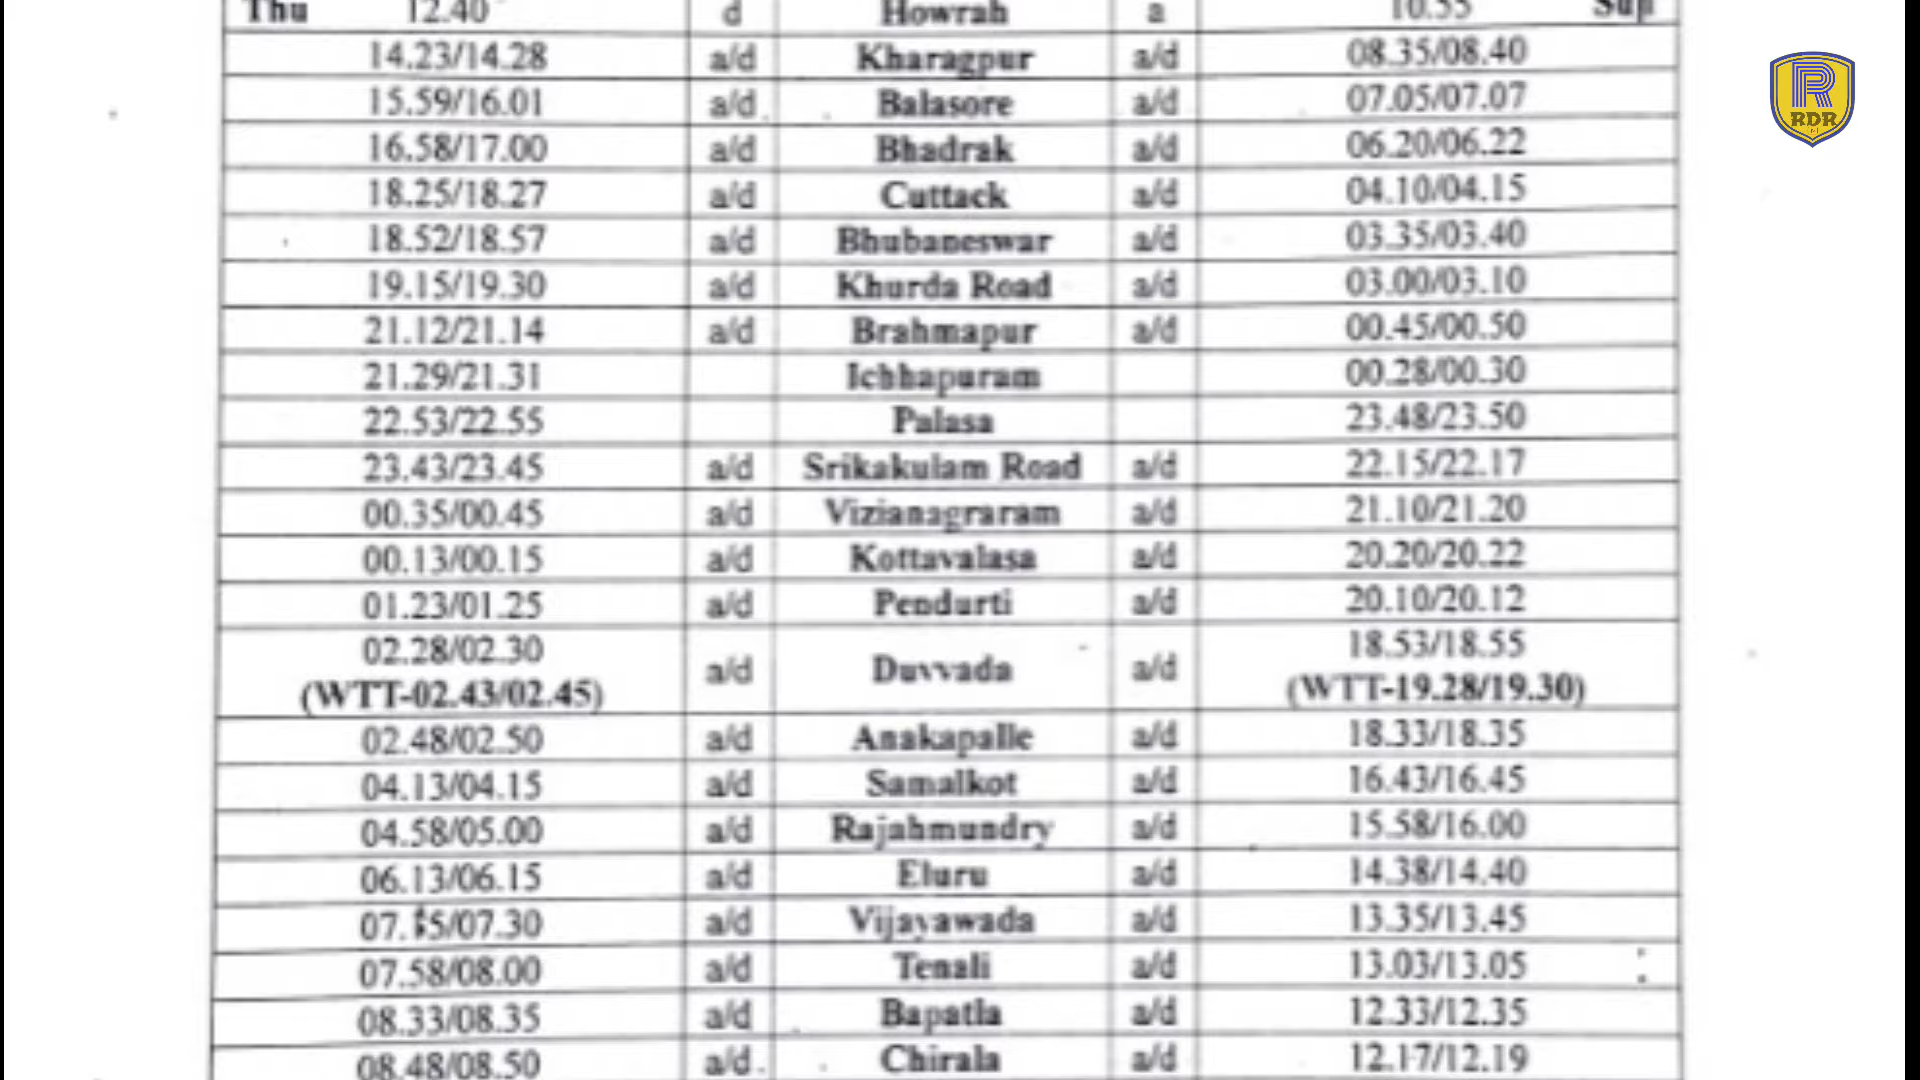 Thu 12.40 d Howrah a 10.55 Sun
14.23/14.28 a/d Kharagpur a/d 08.35/08.40
15.59/16.01 a/d Balasore a/d 07.05/07.07
16.58/17.00 a/d Bhadrak a/d 06.20/06.22
18.25/18.27 a/d Cuttack a/d 04.10/04.15
18.52/18.57 a/d Bhubaneswar a/d 03.35/03.40
19.15/19.30 a/d Khurda Road a/d 03.00/03.10
21.12/21.14 a/d Brahmapur a/d 00.45/00.50
21.29/21.31 Ichhapuram 00.28/00.30
22.53/22.55 Palasa 23.48/23.50
23.43/23.45 a/d Srikakulam Road a/d 22.15/22.17
00.35/00.45 a/d Vizianagraram a/d 21.10/21.20
00.13/00.15 a/d Kottavalasa a/d 20.20/20.22
01.23/01.25 a/d Pendurti a/d 20.10/20.12
02.28/02.30 a/d Duvvada a/d 18.53/18.55
(WTT-02.43/02.45) (WTT-19.28/19.30)
02.48/02.50 a/d Anakapalle a/d 18.33/18.35
04.13/04.15 a/d Samalkot a/d 16.43/16.45
04.58/05.00 a/d Rajahmundry a/d 15.58/16.00
06.13/06.15 a/d Eluru a/d 14.38/14.40
07.15/07.30 a/d Vijayawada a/d 13.35/13.45
07.58/08.00 a/d Tenali a/d 13.03/13.05
08.33/08.35 a/d Bapatla a/d 12.33/12.35
08.48/08.50 a/d Chirala a/d 12.17/12.19
RDR